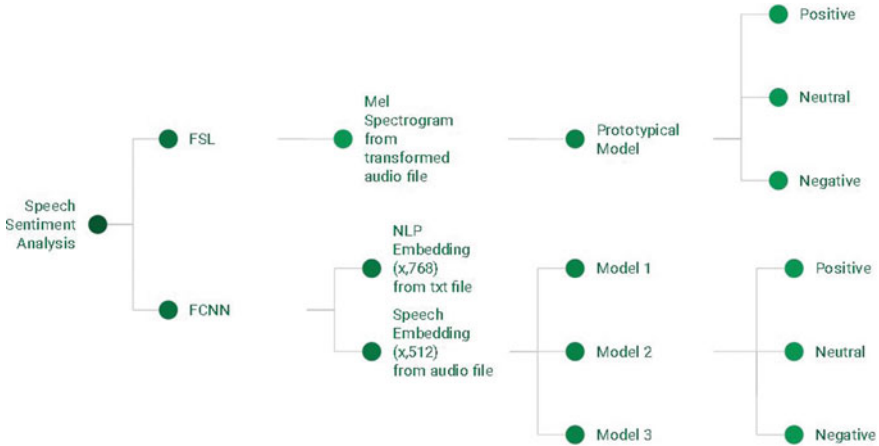 Speech
Sentiment
Analysis
FSL
Mel
Spectrogram
from
transformed
audio file
Prototypical
Model
Positive
Neutral
Negative
FCNN
NLP
Embedding
(x,768)
from txt file
Speech
Embedding
(x,512)
from audio file
Model 1
Model 2
Model 3
Positive
Neutral
Negative